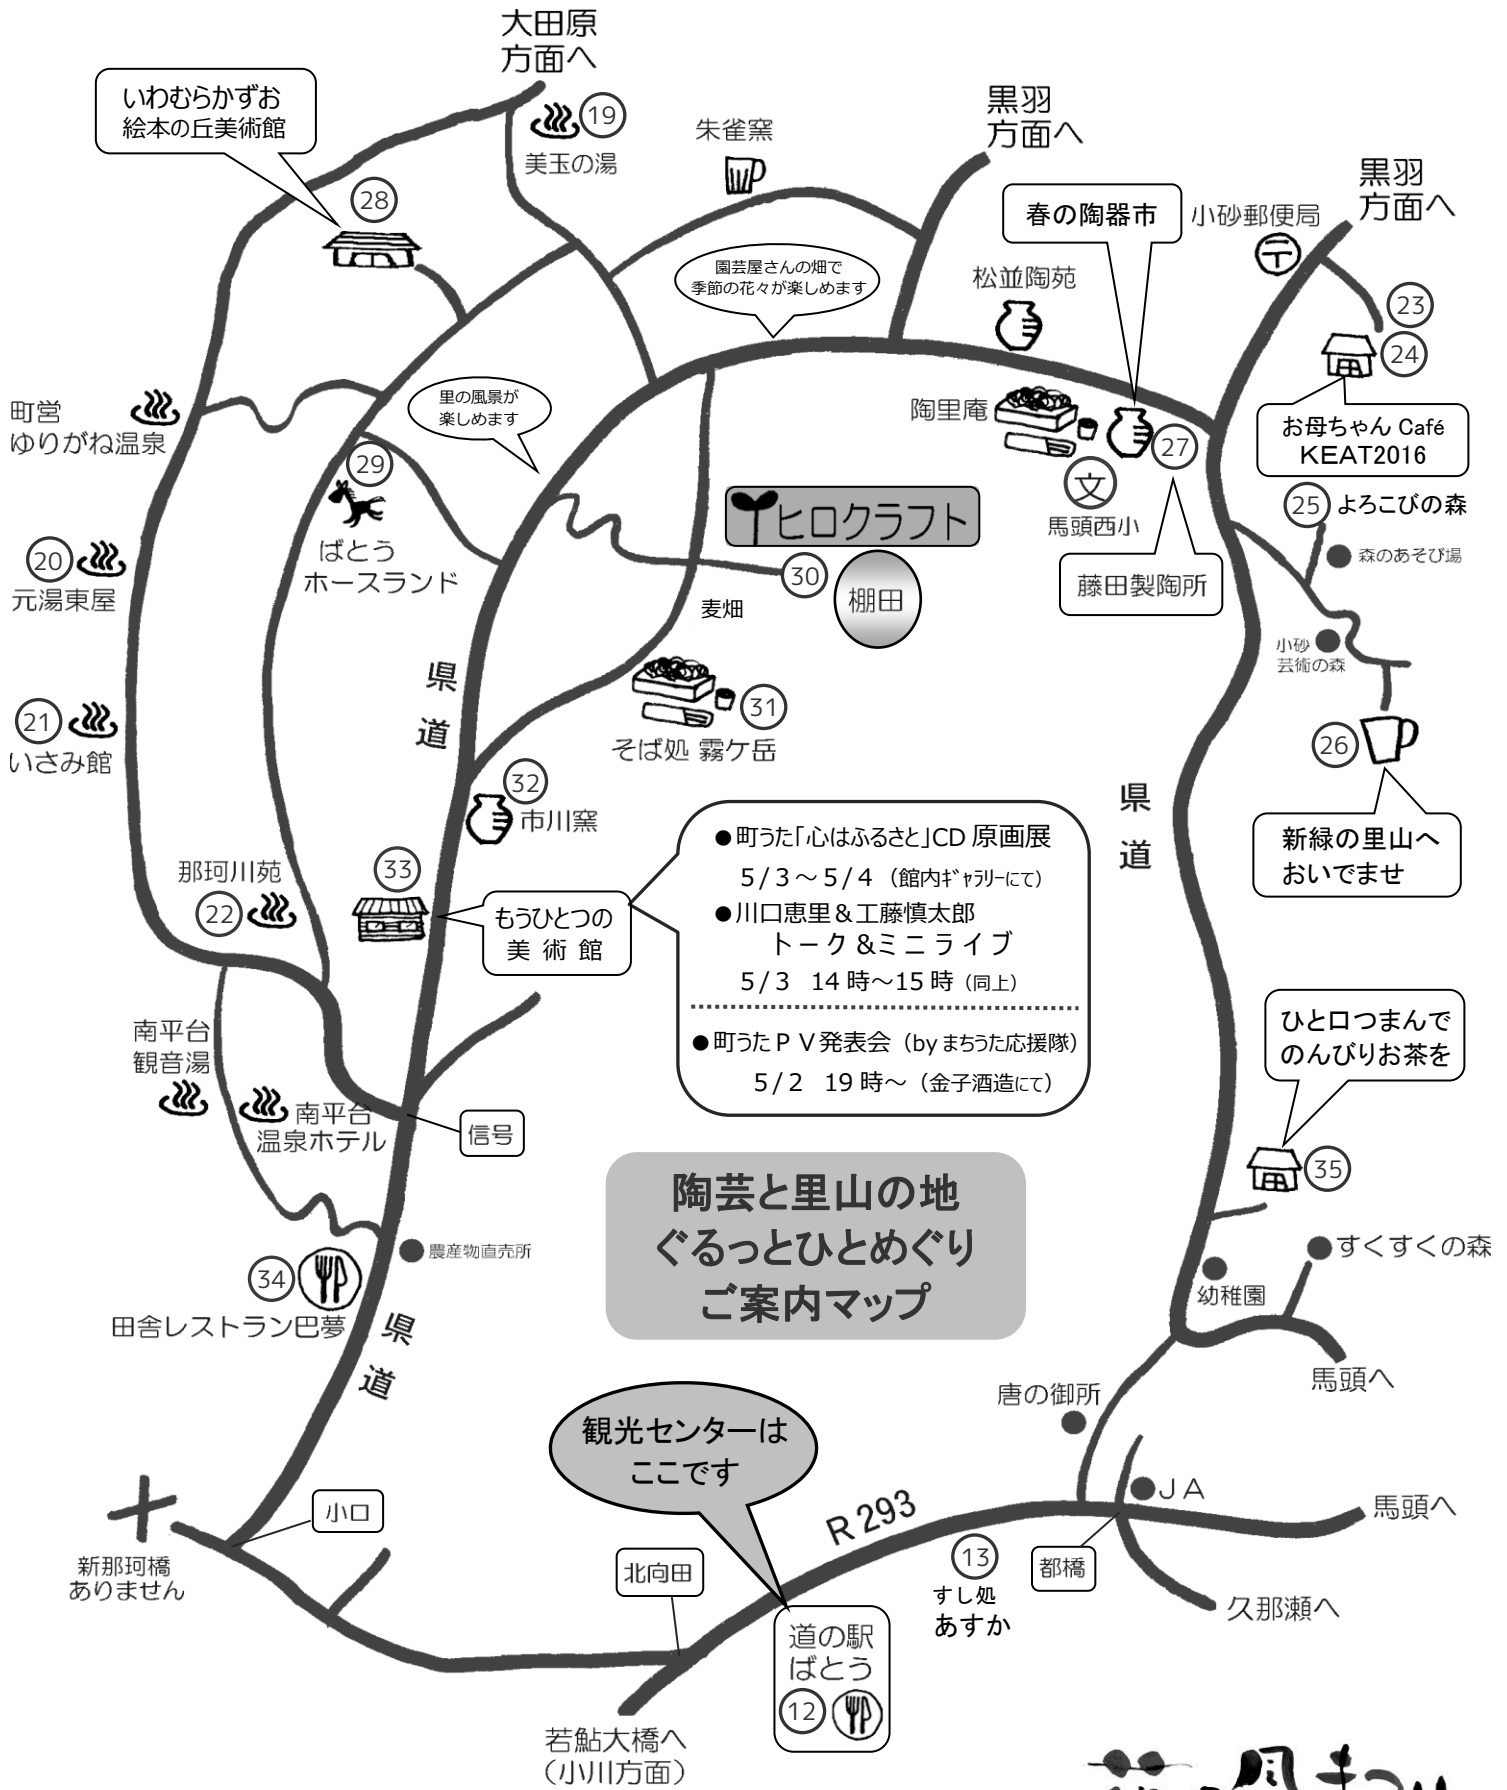 大田原
方面へ
いわむらかずお
絵本の丘美術館
28
19
美玉の湯
朱雀窯
黒羽
方面へ
春の陶器市
小砂郵便局
黒羽
方面へ
園芸屋さんの畑で
季節の花々が楽しめます
松並陶苑
23
24
お母ちゃん Café
KEAT2016
町営
ゆりがね温泉
里の風景が
楽しめます
陶里庵
27
文
馬頭西小
藤田製陶所
25 よろこびの森
森のあそび場
小砂
芸術の森
29
ばとう
ホースランド
ヒロクラフト
30
棚田
20
元湯東屋
麦畑
県道
31
そば処 霧ケ岳
21
いさみ館
32
市川窯
26
新緑の里山へ
おいでませ
県道
那珂川苑
22
33
もうひとつの
美術館
●町うた「心はふるさと」CD 原画展
5/3～5/4（館内ｷﾞｬﾗﾘｰにて）
●川口恵里＆工藤慎太郎
トーク&ミニライブ
5/3 14時～15時（同上）
●町うたＰＶ発表会（by まちうた応援隊）
5/2 19時～（金子酒造にて）
ひと口つまんで
のんびりお茶を
35
南平台
観音湯
南平台
温泉ホテル
信号
陶芸と里山の地
ぐるっとひとめぐり
ご案内マップ
農産物直売所
34
田舎レストラン巴夢
県道
すくすくの森
幼稚園
馬頭へ
唐の御所
観光センターは
ここです
JA
馬頭へ
R293
小口
新那珂橋
ありません
北向田
13
すし処
あすか
都橋
久那瀬へ
道の駅
ばとう
12
若鮎大橋へ
（小川方面）